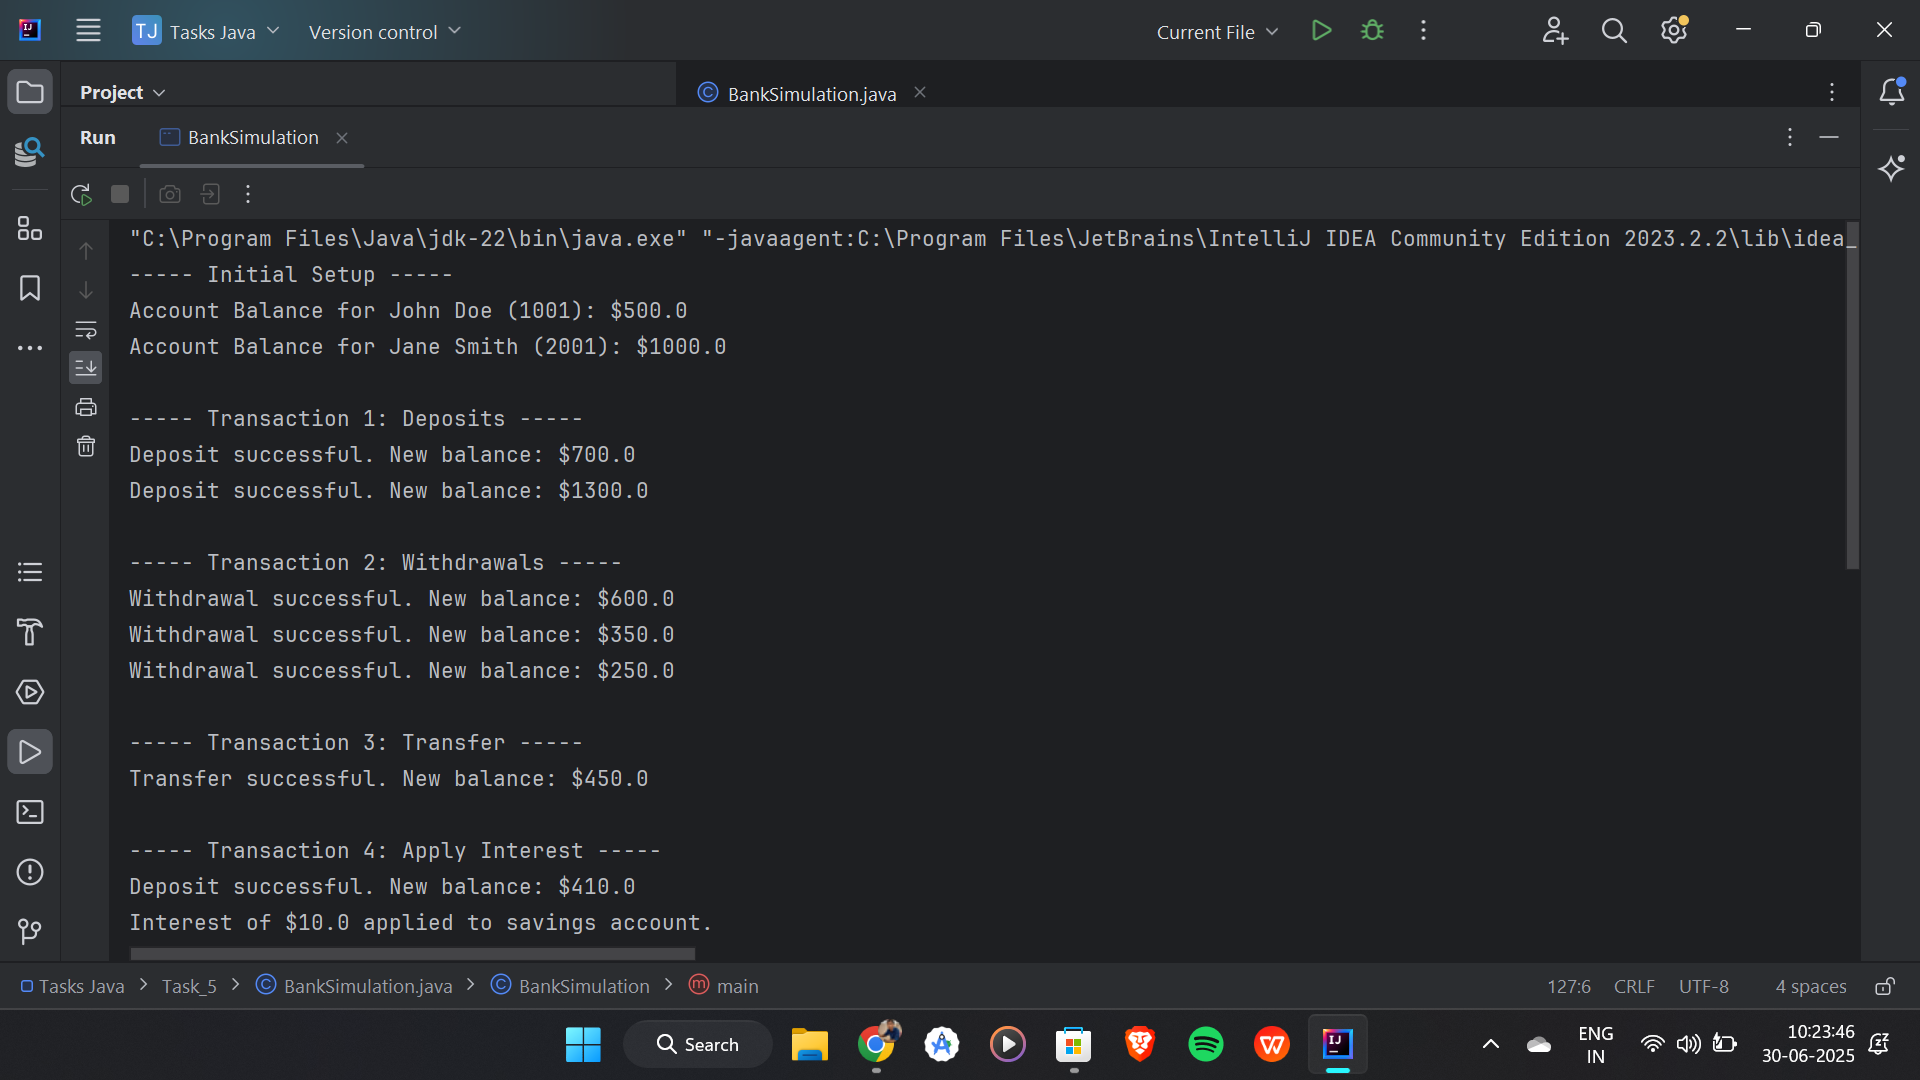 TJ Tasks Java Version control Current File
Project BankSimulation.java
Run BankSimulation
"C:\Program Files\Java\jdk-22\bin\java.exe" "-javaagent:C:\Program Files\JetBrains\IntelliJ IDEA Community Edition 2023.2.2\lib\idea_
----- Initial Setup -----
Account Balance for John Doe (1001): $500.0
Account Balance for Jane Smith (2001): $1000.0
----- Transaction 1: Deposits -----
Deposit successful. New balance: $700.0
Deposit successful. New balance: $1300.0
----- Transaction 2: Withdrawals -----
Withdrawal successful. New balance: $600.0
Withdrawal successful. New balance: $350.0
Withdrawal successful. New balance: $250.0
----- Transaction 3: Transfer -----
Transfer successful. New balance: $450.0
----- Transaction 4: Apply Interest -----
Deposit successful. New balance: $410.0
Interest of $10.0 applied to savings account.
Tasks Java > Task_5 > BankSimulation.java > BankSimulation > main 127:6 CRLF UTF-8 4 spaces
Search ENG 10:23:46
IN 30-06-2025